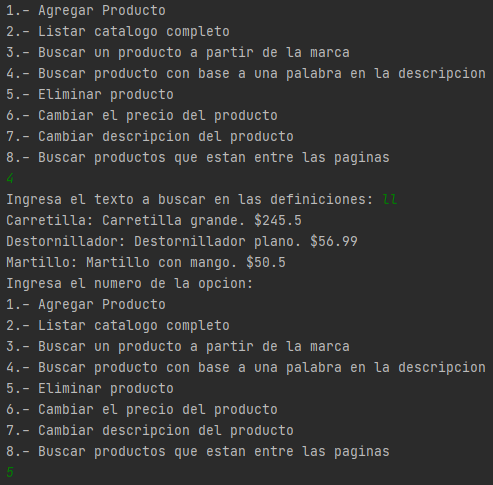 1.- Agregar Producto
2.- Listar catalogo completo
3.- Buscar un producto a partir de la marca
4.- Buscar producto con base a una palabra en la descripcion
5.- Eliminar producto
6.- Cambiar el precio del producto
7.- Cambiar descripcion del producto
8.- Buscar productos que estan entre las paginas
4
Ingresa el texto a buscar en las definiciones: ll
Carretilla: Carretilla grande. $245.5
Destornillador: Destornillador plano. $56.99
Martillo: Martillo con mango. $50.5
Ingresa el numero de la opcion:
1.- Agregar Producto
2.- Listar catalogo completo
3.- Buscar un producto a partir de la marca
4.- Buscar producto con base a una palabra en la descripcion
5.- Eliminar producto
6.- Cambiar el precio del producto
7.- Cambiar descripcion del producto
8.- Buscar productos que estan entre las paginas
5